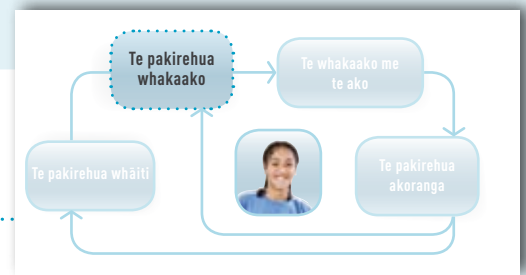 Te pakirehua
whakaako
Te whakaako me
te ako
Te pakirehua whāiti
Te pakirehua
akoranga